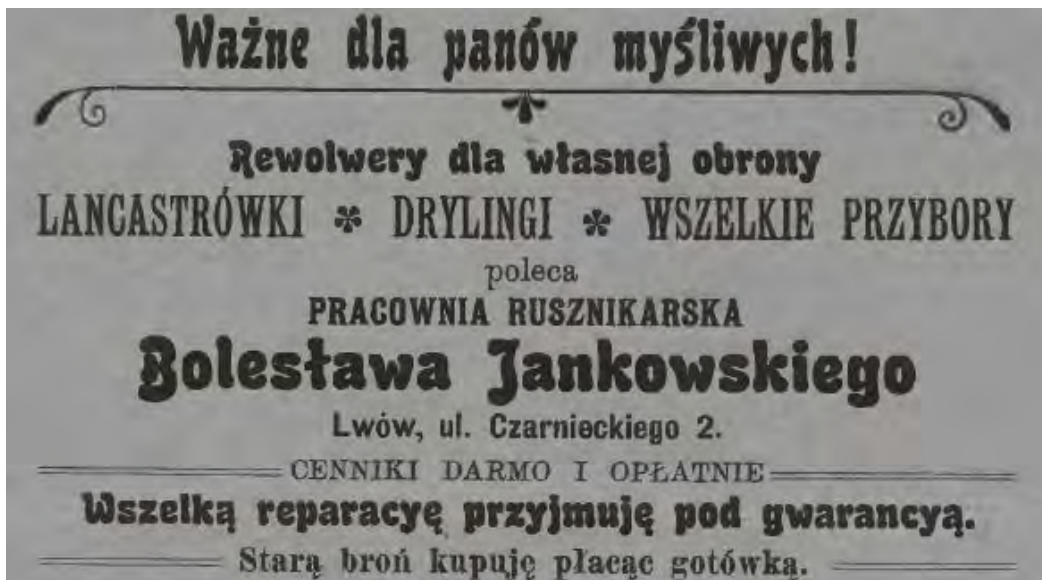 Ważne dla panów myśliwych!
Rewolwery dla własnej obrony
LANCASTRÓWKI * DRYLINGI * WSZELKIE PRZYBORY
poleca
PRACOWNIA RUSZNIKARSKA
Bolesława Jankowskiego
Lwów, ul. Czarnieckiego 2.
CENNIKI DARMO I OPŁATNIE
Wszelką reparacyę przyjmuję pod gwarancyą.
Starą broń kupuję płacąc gotówką.